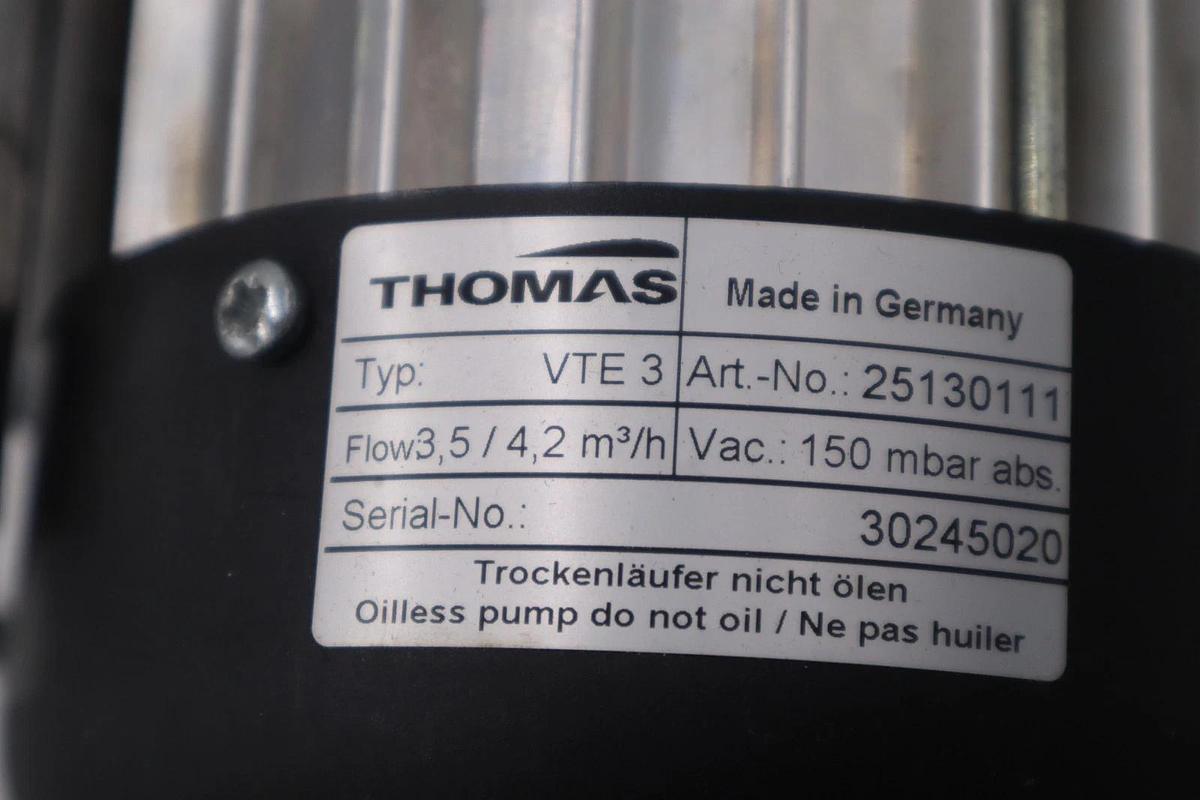 THOMAS
Made in Germany
Typ: VTE 3
Art.-No.: 25130111
Flow3,5 / 4,2 m³/h
Vac.: 150 mbar abs.
Serial-No.: 30245020
Trockenläufer nicht ölen
Oilless pump do not oil / Ne pas huiler